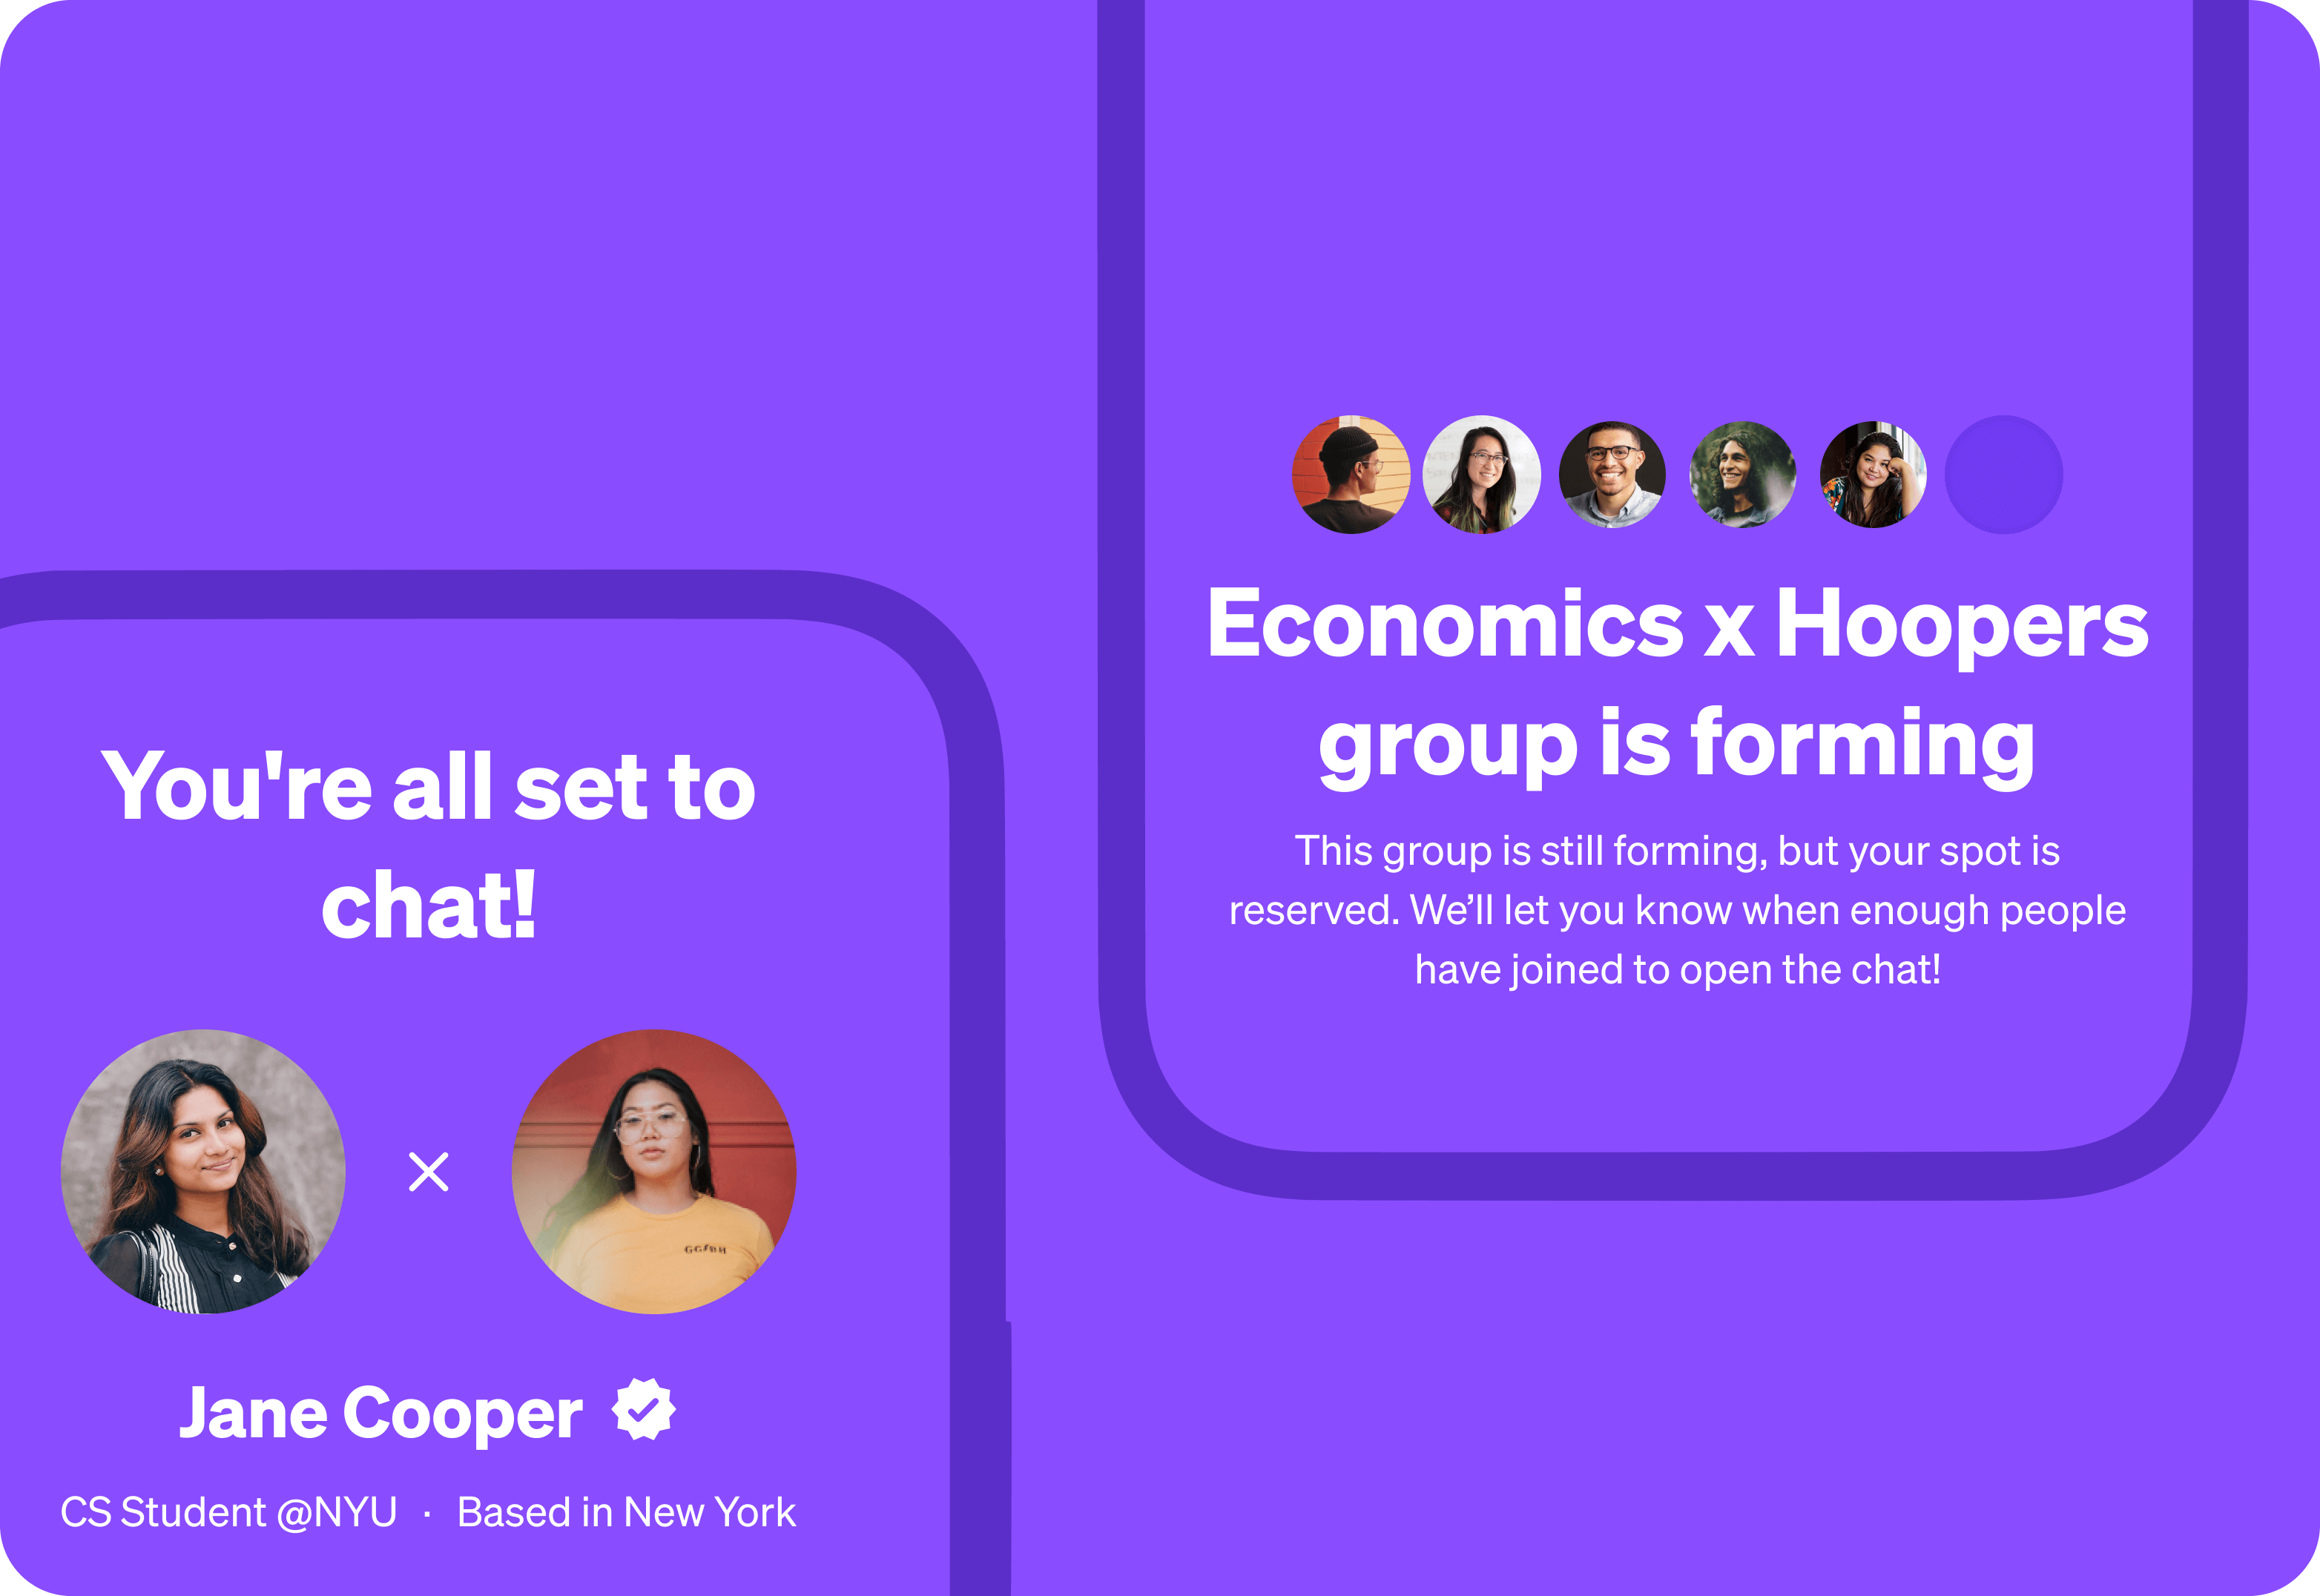 You're all set to
chat!
GG/BH
Jane Cooper
CS Student @NYU · Based in New York
Economics x Hoopers
group is forming
This group is still forming, but your spot is
reserved. We’ll let you know when enough people
have joined to open the chat!